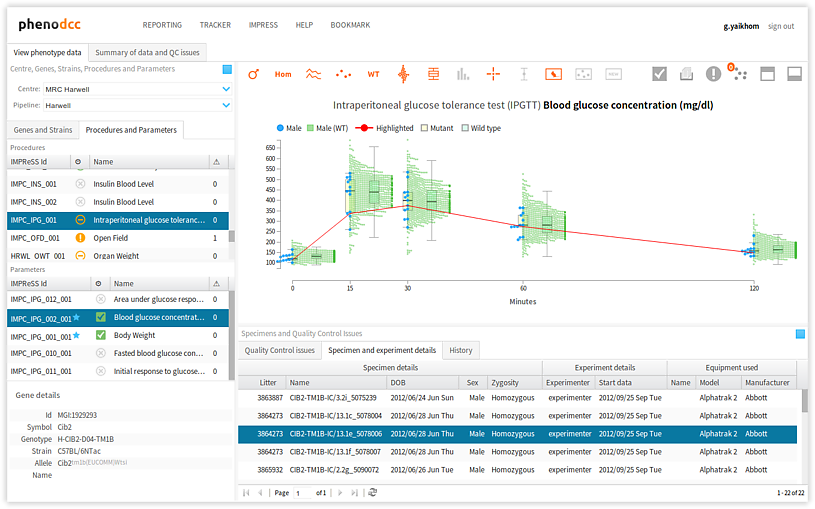 phenodcc REPORTING TRACKER IMPRESS HELP BOOKMARK g.yaikhom sign out
View phenotype data Summary of data and QC issues
Centre, Genes, Strains, Procedures and Parameters
Centre: MRC Harwell
Pipeline: Harwell
Genes and Strains Procedures and Parameters
Procedures
IMPReSS Id Name
IMPC_INS_001 Insulin Blood Level 0
IMPC_INS_002 Insulin Blood Level 0
IMPC_IPG_001 Intraperitoneal glucose toleranc... 0
IMPC_OFD_001 Open Field 1
HRWL_OWT_001 Organ Weight 0
Parameters
IMPReSS Id Name
IMPC_IPG_012_001 Area under glucose respo... 0
IMPC_IPG_002_001 Blood glucose concentrat... 0
IMPC_IPG_001_001 Body Weight 0
IMPC_IPG_010_001 Fasted blood glucose con... 0
IMPC_IPG_011_001 Initial response to glucose... 0
Gene details
Id MGI:1929293
Symbol Cib2
Genotype H-CIB2-D04-TM1B
Strain C57BL/6NTac
Allele Cib2tm1b(EUCOMM)Wtsi
Name
Hom WT 0
Intraperitoneal glucose tolerance test (IPGTT) Blood glucose concentration (mg/dl)
Male Male (WT) Highlighted Mutant Wild type
650
600
550
500
450
400
350
300
250
200
150
100
0 15 30 60 120
Minutes
Specimens and Quality Control Issues
Quality Control issues Specimen and experiment details History
Specimen details Experiment details Equipment used
Litter Name DOB Sex Zygosity Experimenter Start data Name Model Manufacturer
3863887 CIB2-TM1B-IC/3.2i_5075239 2012/06/24 Jun Sun Male Homozygous experimenter 2012/09/25 Sep Tue Alphatrak 2 Abbott
3864273 CIB2-TM1B-IC/13.1c_5078004 2012/06/28 Jun Thu Male Homozygous experimenter 2012/09/25 Sep Tue Alphatrak 2 Abbott
3864273 CIB2-TM1B-IC/13.1e_5078006 2012/06/28 Jun Thu Male Homozygous experimenter 2012/09/25 Sep Tue Alphatrak 2 Abbott
3864273 CIB2-TM1B-IC/13.1f_5078007 2012/06/28 Jun Thu Male Homozygous experimenter 2012/09/25 Sep Tue Alphatrak 2 Abbott
3865932 CIB2-TM1B-IC/2.2g_5090072 2012/06/26 Jun Tue Male Homozygous experimenter 2012/09/25 Sep Tue Alphatrak 2 Abbott
Page 1 of 1 1 - 22 of 22